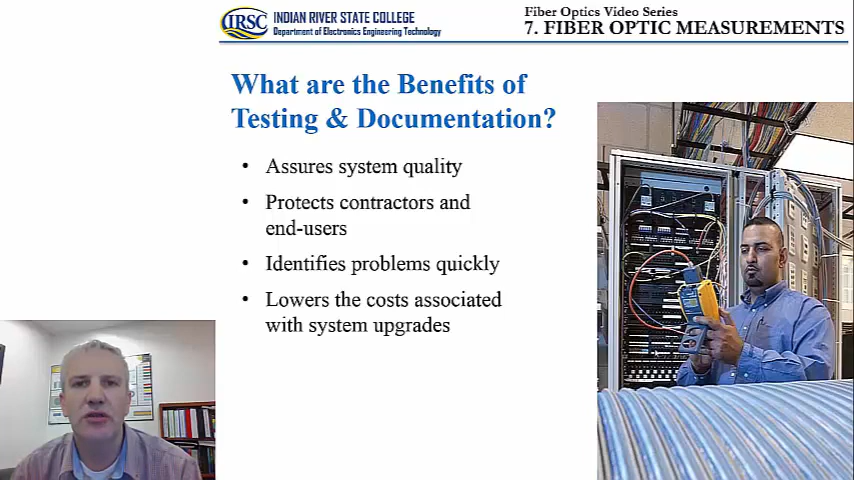 IRSC
INDIAN RIVER STATE COLLEGE
Department of Electronics Engineering Technology
Fiber Optics Video Series
7. FIBER OPTIC MEASUREMENTS
What are the Benefits of
Testing & Documentation?
• Assures system quality
• Protects contractors and
end-users
• Identifies problems quickly
• Lowers the costs associated
with system upgrades